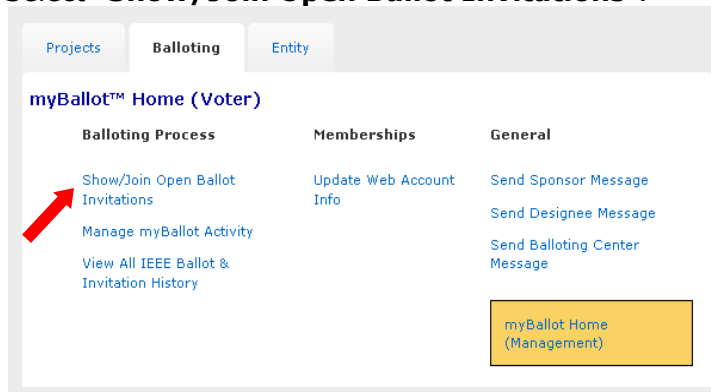 Select "Show/Join Open Ballot Invitations".
Projects Balloting Entity
myBallot™ Home (Voter)
Balloting Process Memberships General
Show/Join Open Ballot
Invitations
Manage myBallot Activity
View All IEEE Ballot &
Invitation History
Update Web Account
Info
Send Sponsor Message
Send Designee Message
Send Balloting Center
Message
myBallot Home
(Management)